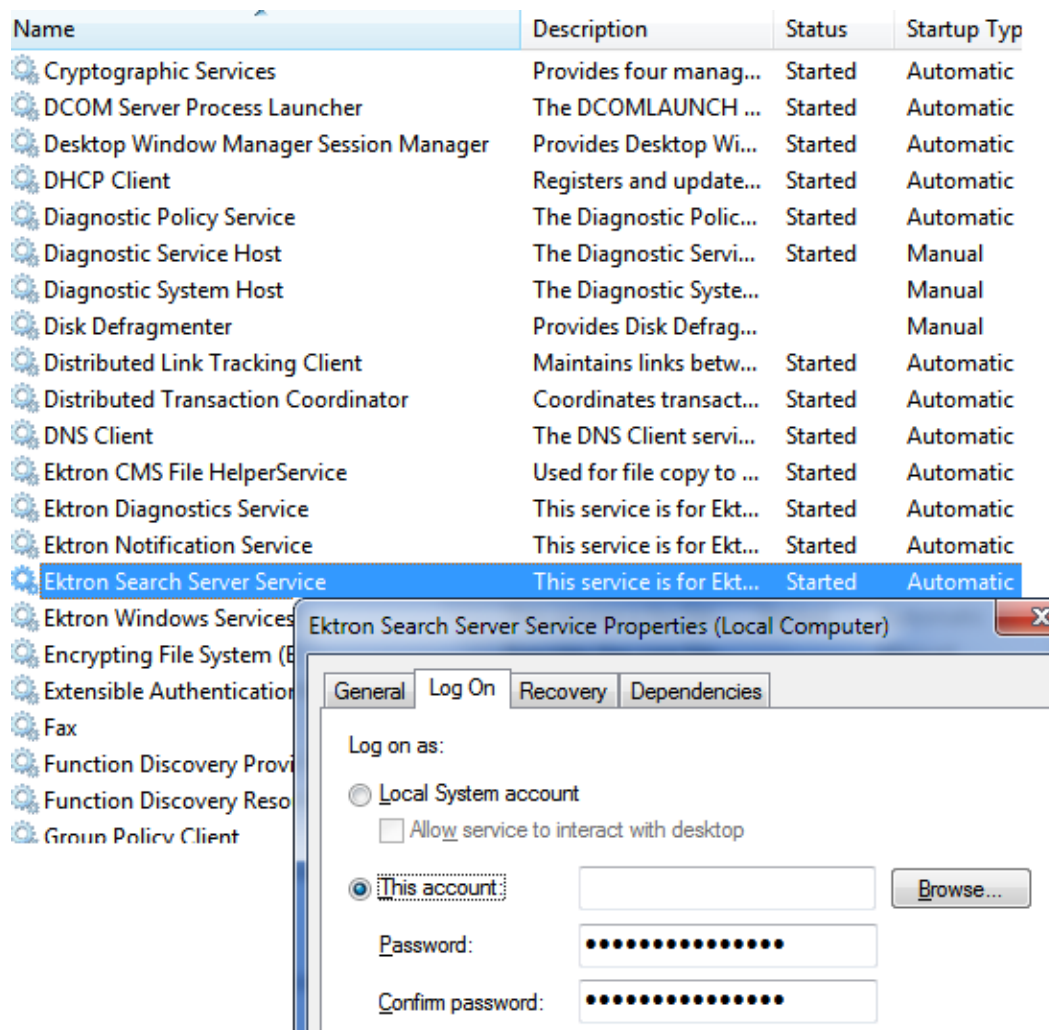 Name Description Status Startup Typ
Cryptographic Services Provides four manag... Started Automatic
DCOM Server Process Launcher The DCOMLAUNCH ... Started Automatic
Desktop Window Manager Session Manager Provides Desktop Wi... Started Automatic
DHCP Client Registers and update... Started Automatic
Diagnostic Policy Service The Diagnostic Polic... Started Automatic
Diagnostic Service Host The Diagnostic Servi... Started Manual
Diagnostic System Host The Diagnostic Syste... Manual
Disk Defragmenter Provides Disk Defrag... Manual
Distributed Link Tracking Client Maintains links betw... Started Automatic
Distributed Transaction Coordinator Coordinates transact... Started Automatic
DNS Client The DNS Client servi... Started Automatic
Ektron CMS File HelperService Used for file copy to ... Started Automatic
Ektron Diagnostics Service This service is for Ekt... Started Automatic
Ektron Notification Service This service is for Ekt... Started Automatic
Ektron Search Server Service This service is for Ekt... Started Automatic
Ektron Windows Services
Encrypting File System (E
Extensible Authentication
Fax
Function Discovery Provi
Function Discovery Reso
Group Policy Client
Ektron Search Server Service Properties (Local Computer)
General Log On Recovery Dependencies
Log on as:
Local System account
Allow service to interact with desktop
This account: Browse...
Password: •••••••••••••••
Confirm password: •••••••••••••••